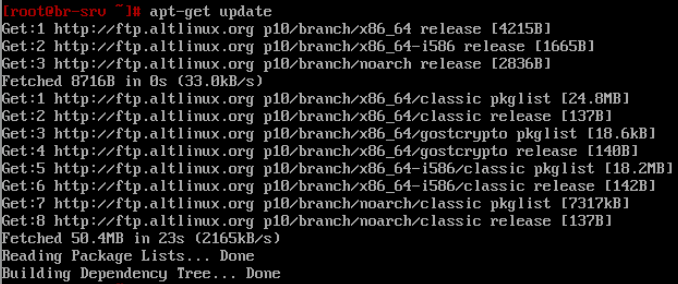 [root@br-srv ~]# apt-get update
Get:1 http://ftp.altlinux.org p10/branch/x86_64 release [4215B]
Get:2 http://ftp.altlinux.org p10/branch/x86_64-i586 release [1665B]
Get:3 http://ftp.altlinux.org p10/branch/noarch release [2836B]
Fetched 8716B in 0s (33.0kB/s)
Get:1 http://ftp.altlinux.org p10/branch/x86_64/classic pkglist [24.8MB]
Get:2 http://ftp.altlinux.org p10/branch/x86_64/classic release [137B]
Get:3 http://ftp.altlinux.org p10/branch/x86_64/gostcrypto pkglist [18.6kB]
Get:4 http://ftp.altlinux.org p10/branch/x86_64/gostcrypto release [140B]
Get:5 http://ftp.altlinux.org p10/branch/x86_64-i586/classic pkglist [18.2MB]
Get:6 http://ftp.altlinux.org p10/branch/x86_64-i586/classic release [142B]
Get:7 http://ftp.altlinux.org p10/branch/noarch/classic pkglist [7317kB]
Get:8 http://ftp.altlinux.org p10/branch/noarch/classic release [137B]
Fetched 50.4MB in 23s (2165kB/s)
Reading Package Lists... Done
Building Dependency Tree... Done